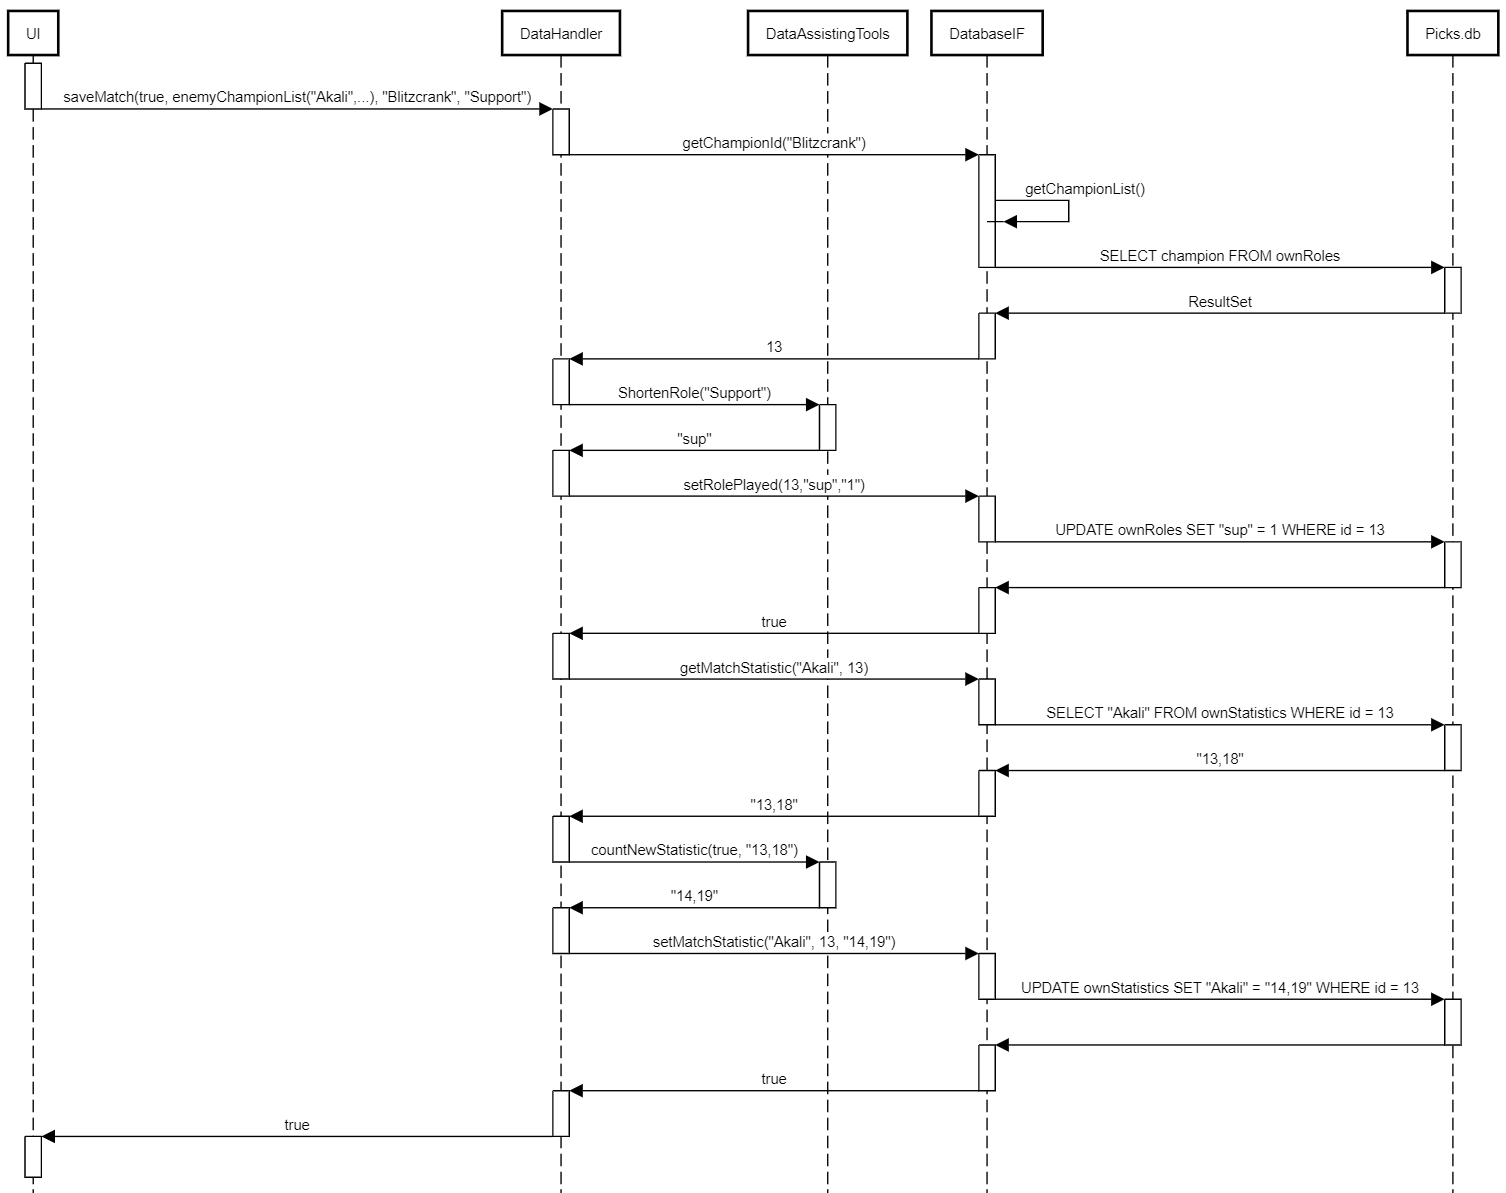 UI
DataHandler
DataAssistingTools
DatabaseIF
Picks.db
saveMatch(true, enemyChampionList("Akali",...), "Blitzcrank", "Support")
getChampionId("Blitzcrank")
getChampionList()
SELECT champion FROM ownRoles
ResultSet
13
ShortenRole("Support")
"sup"
setRolePlayed(13,"sup","1")
UPDATE ownRoles SET "sup" = 1 WHERE id = 13
true
getMatchStatistic("Akali", 13)
SELECT "Akali" FROM ownStatistics WHERE id = 13
"13,18"
"13,18"
countNewStatistic(true, "13,18")
"14,19"
setMatchStatistic("Akali", 13, "14,19")
UPDATE ownStatistics SET "Akali" = "14,19" WHERE id = 13
true
true